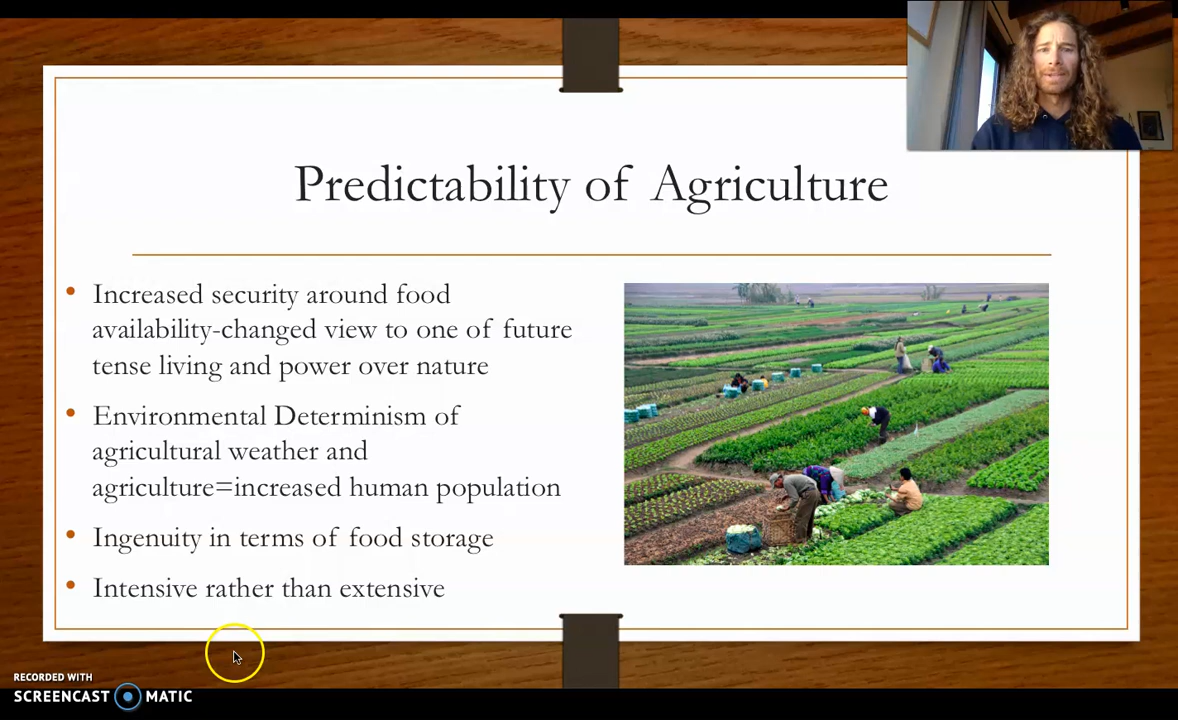 Predictability of Agriculture
• Increased security around food
availability-changed view to one of future
tense living and power over nature
• Environmental Determinism of
agricultural weather and
agriculture=increased human population
• Ingenuity in terms of food storage
• Intensive rather than extensive
RECORDED WITH
SCREENCAST MATIC